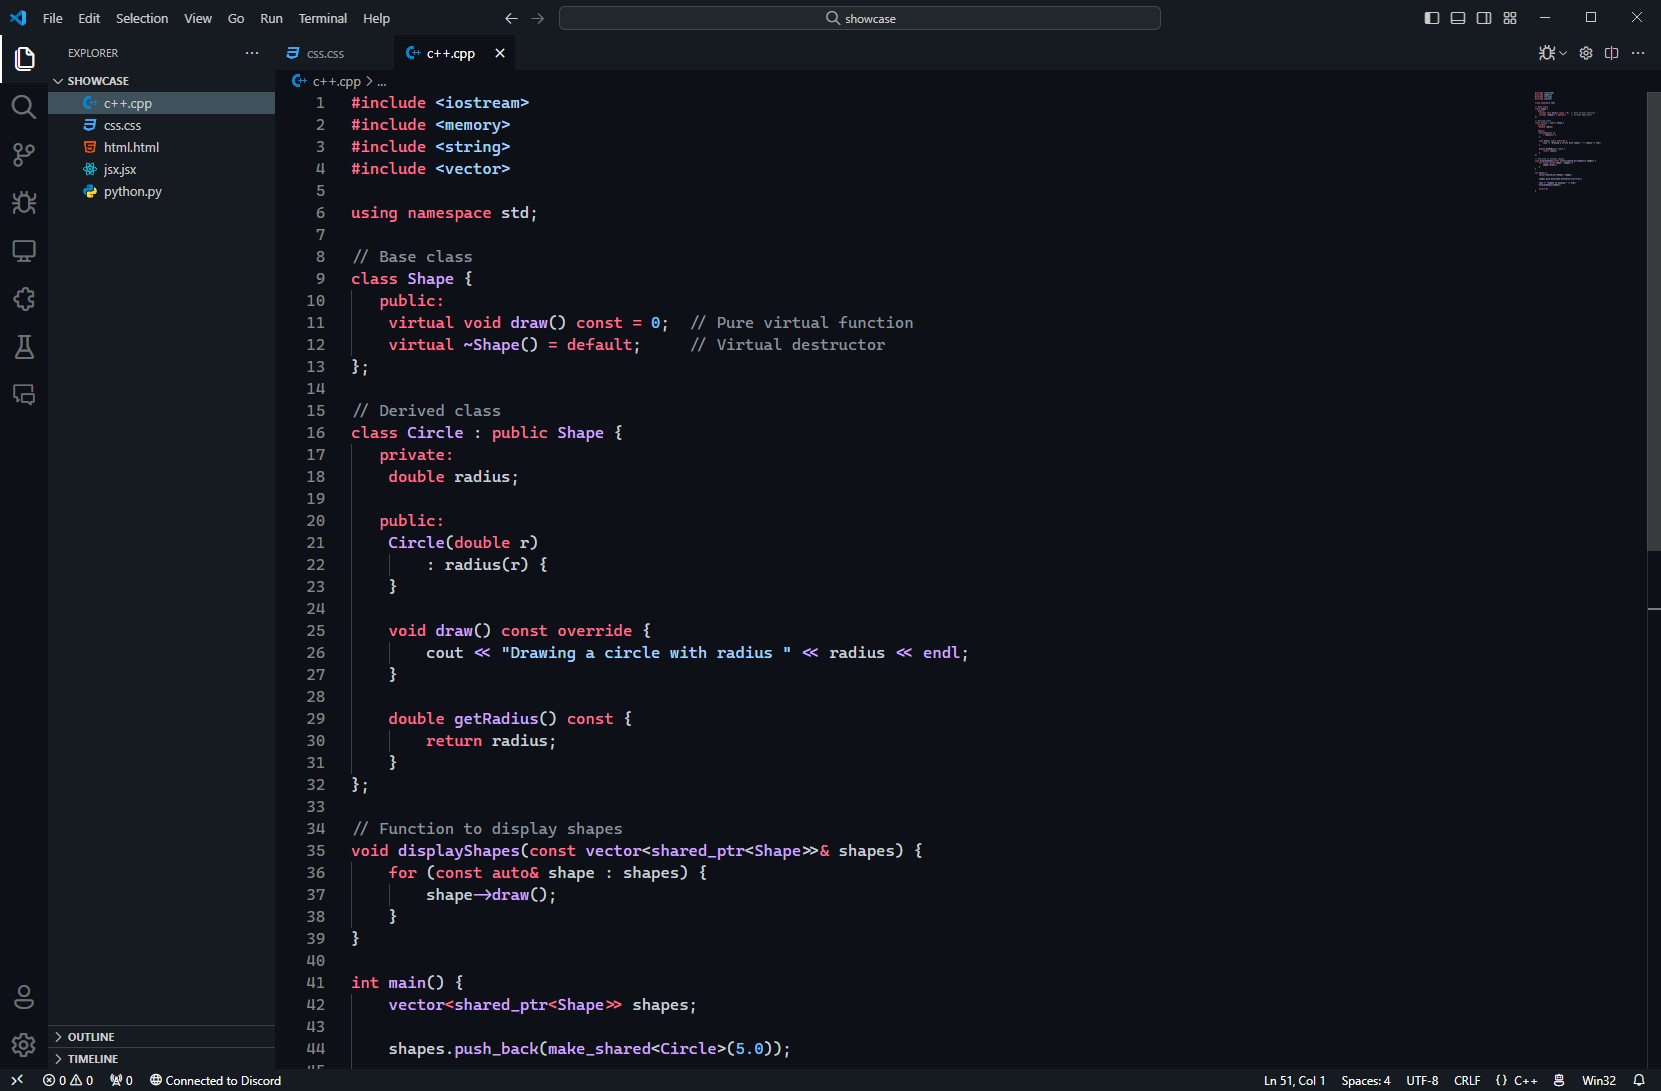 File Edit Selection View Go Run Terminal Help
showcase
EXPLORER
css.css
c++.cpp
SHOWCASE
c++.cpp > ...
c++.cpp
css.css
html.html
jsx.jsx
python.py
1 #include <iostream>
2 #include <memory>
3 #include <string>
4 #include <vector>
5
6 using namespace std;
7
8 // Base class
9 class Shape {
10 public:
11 virtual void draw() const = 0; // Pure virtual function
12 virtual ~Shape() = default; // Virtual destructor
13 };
14
15 // Derived class
16 class Circle : public Shape {
17 private:
18 double radius;
19
20 public:
21 Circle(double r)
22 : radius(r) {
23 }
24
25 void draw() const override {
26 cout << "Drawing a circle with radius " << radius << endl;
27 }
28
29 double getRadius() const {
30 return radius;
31 }
32 };
33
34 // Function to display shapes
35 void displayShapes(const vector<shared_ptr<Shape>>& shapes) {
36 for (const auto& shape : shapes) {
37 shape->draw();
38 }
39 }
40
41 int main() {
42 vector<shared_ptr<Shape>> shapes;
43
44 shapes.push_back(make_shared<Circle>(5.0));
OUTLINE
TIMELINE
0 0 0 Connected to Discord
Ln 51, Col 1 Spaces: 4 UTF-8 CRLF {} C++ Win32